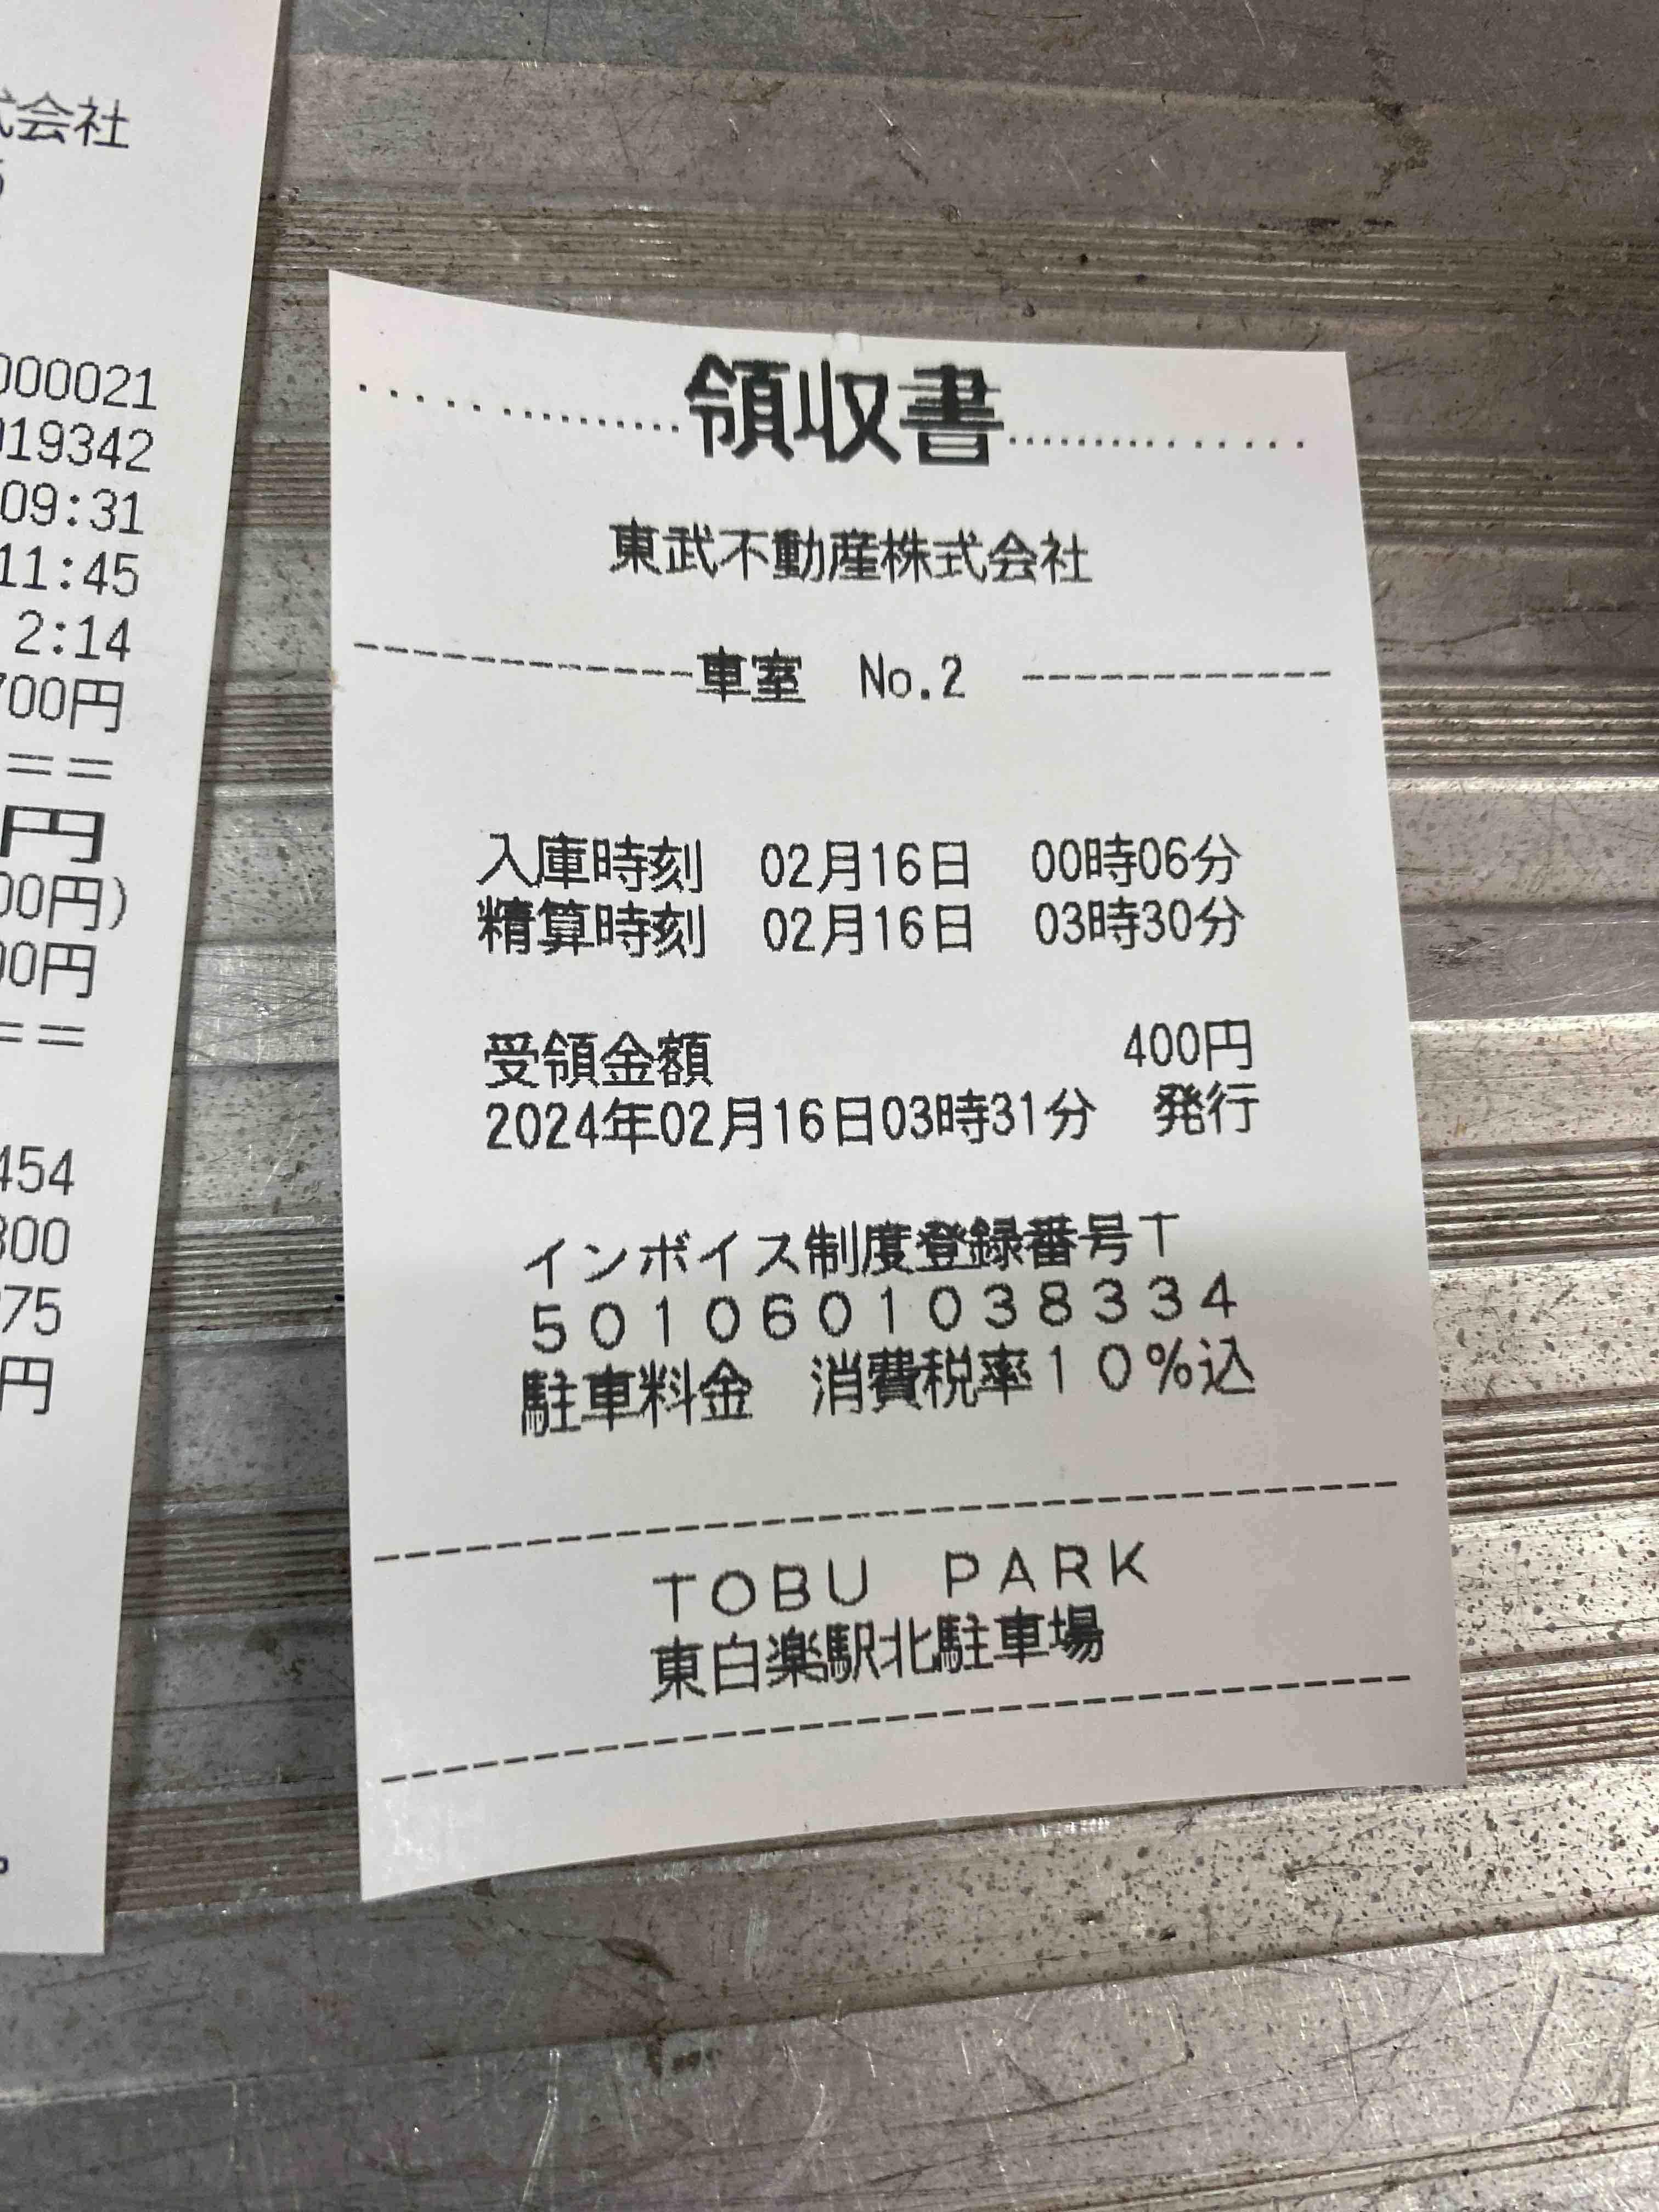 式会社
000021
019342
09:31
11:45
2:14
700円
==
円
00円)
00円
==
454
300
975
円
領収書
東武不動産株式会社
車室 No.2
入庫時刻 02月16日 00時06分
精算時刻 02月16日 03時30分
受領金額 400円
2024年02月16日03時31分 発行
インボイス制度登録番号T
5010601038334
駐車料金 消費税率10%込
TOBU PARK
東白楽駅北駐車場